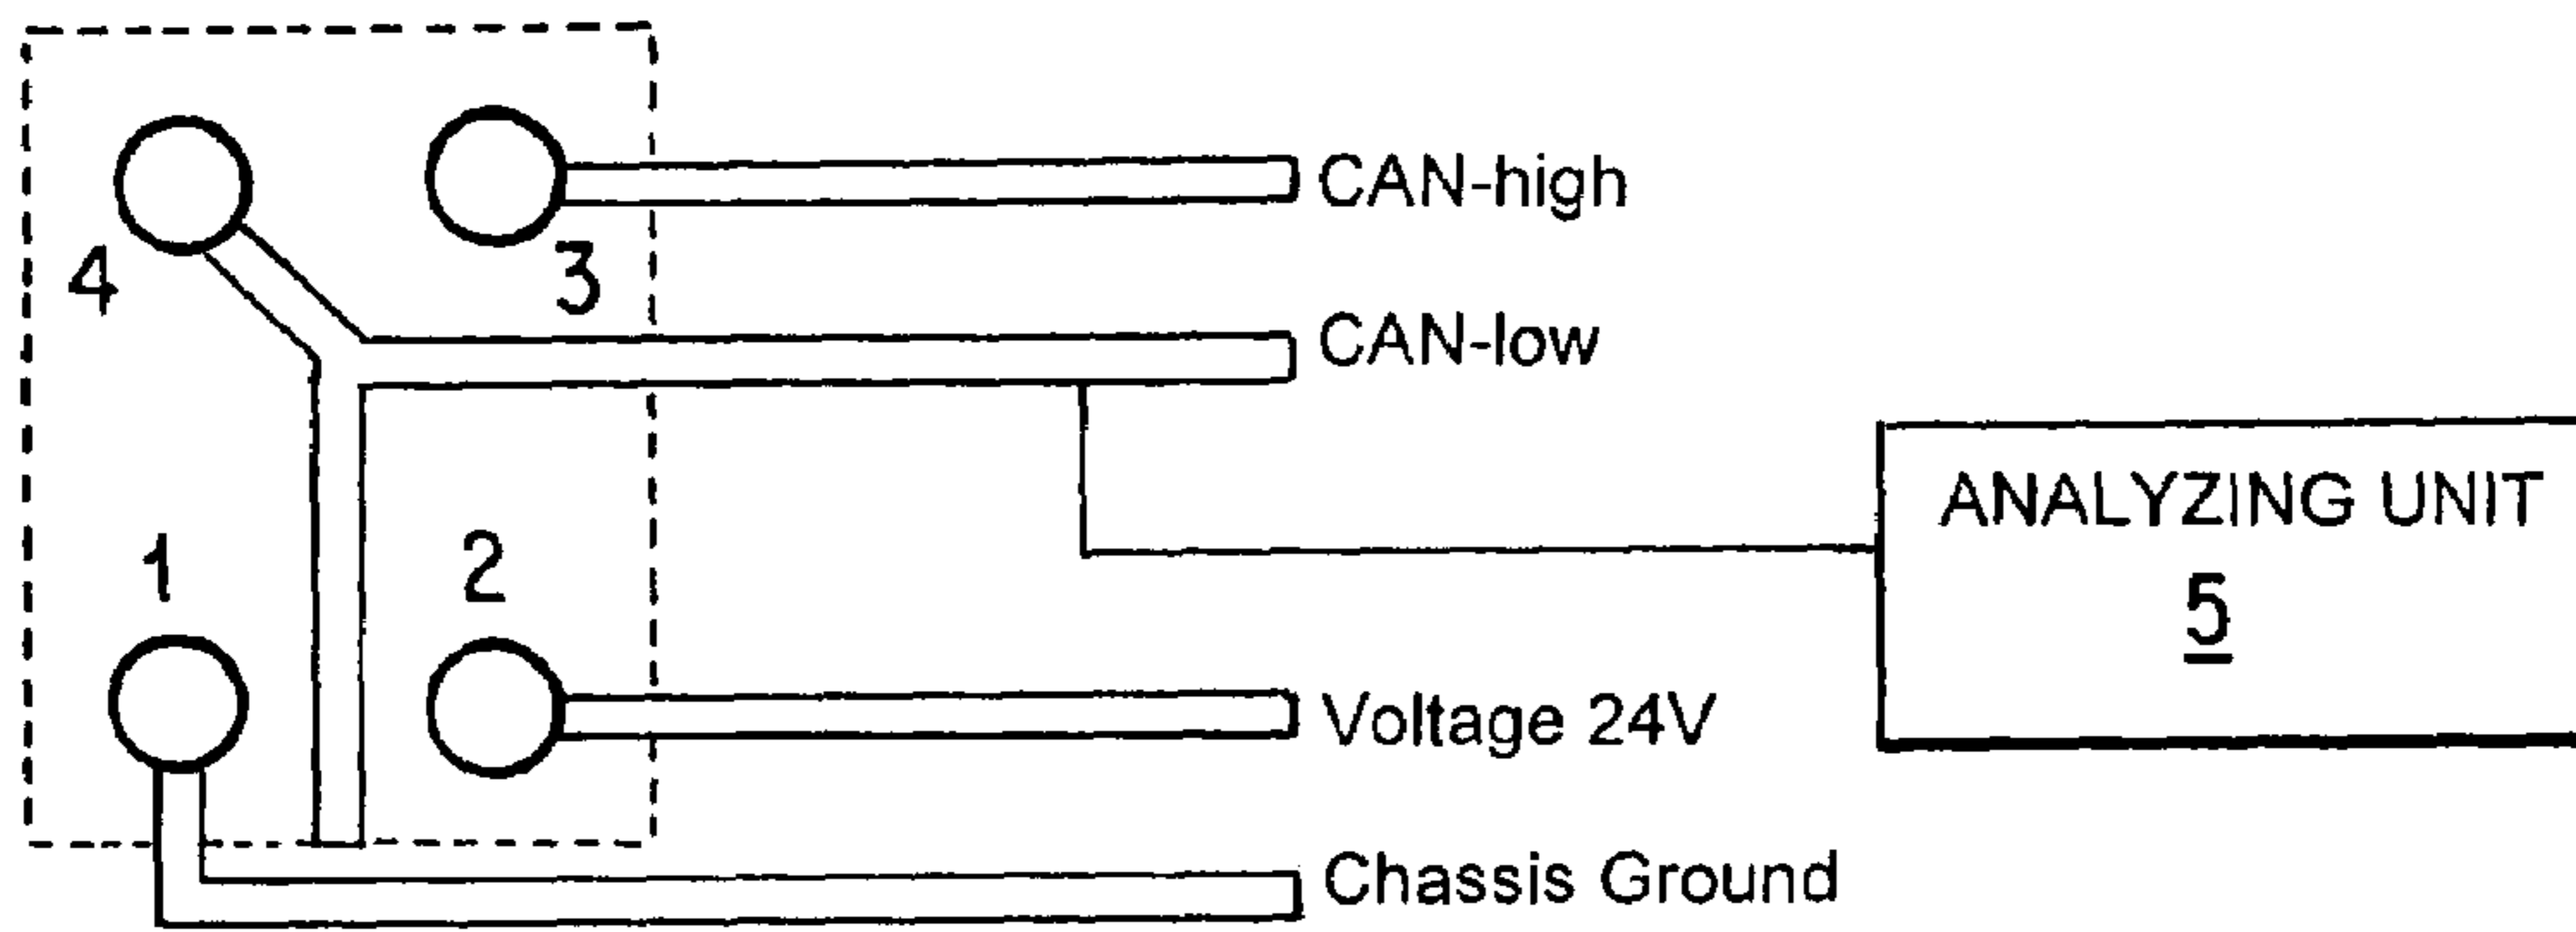 CAN-high
4
3
CAN-low
ANALYZING UNIT
5
1
2
Voltage 24V
Chassis Ground